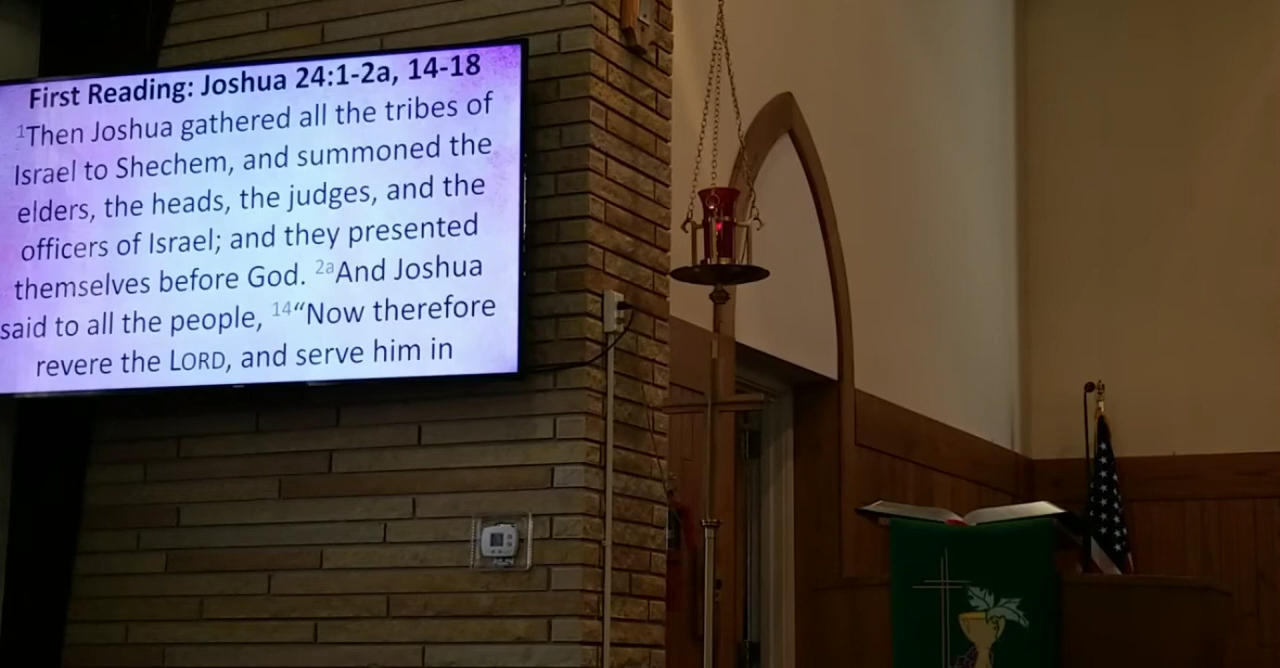 First Reading: Joshua 24:1-2a, 14-18
1Then Joshua gathered all the tribes of
Israel to Shechem, and summoned the
elders, the heads, the judges, and the
officers of Israel; and they presented
themselves before God. 2aAnd Joshua
said to all the people, 14“Now therefore
revere the LORD, and serve him in